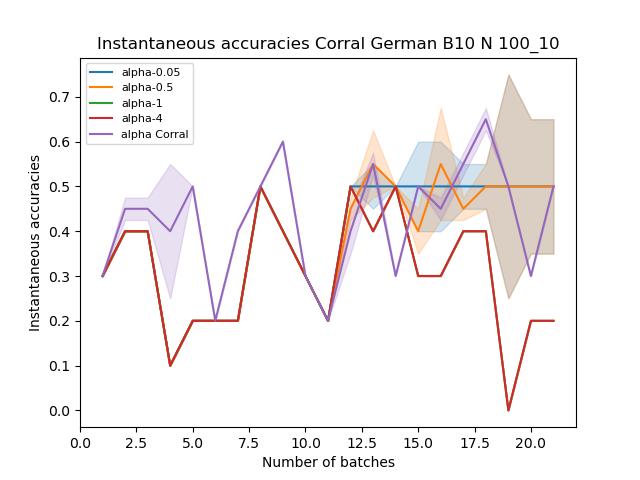 Instantaneous accuracies Corral German B10 N 100_10
alpha-0.05
alpha-0.5
alpha-1
alpha-4
alpha Corral
Instantaneous accuracies
0.7
0.6
0.5
0.4
0.3
0.2
0.1
0.0
0.0 2.5 5.0 7.5 10.0 12.5 15.0 17.5 20.0
Number of batches